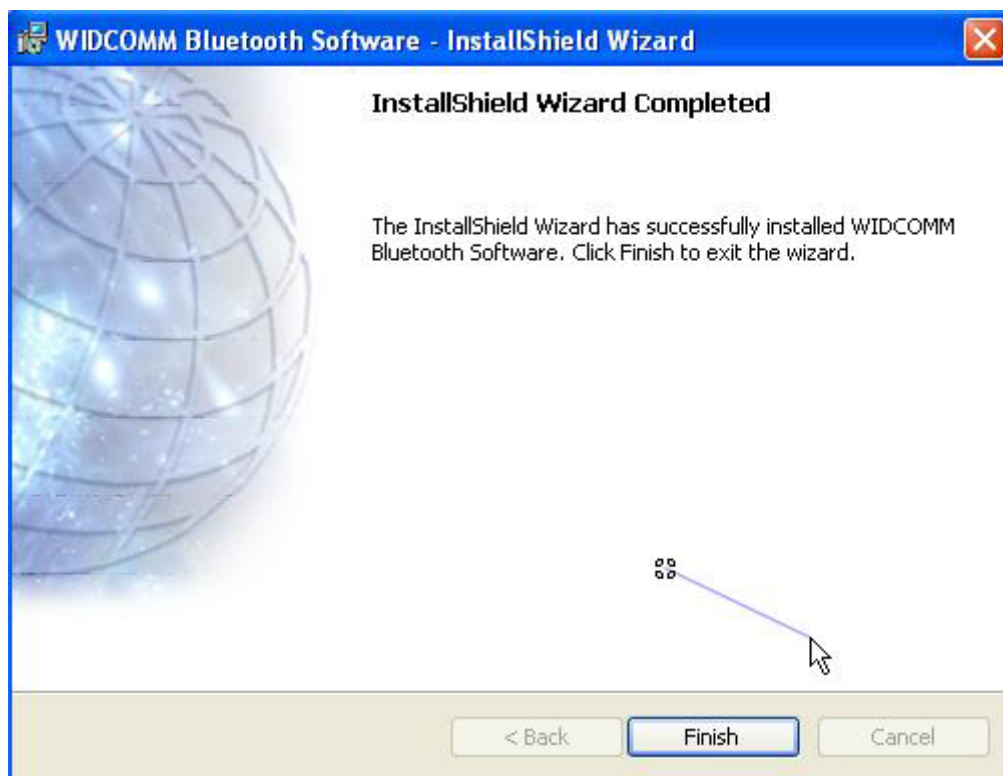 WIDCOMM Bluetooth Software - InstallShield Wizard
InstallShield Wizard Completed
The InstallShield Wizard has successfully installed WIDCOMM
Bluetooth Software. Click Finish to exit the wizard.
< Back Finish Cancel